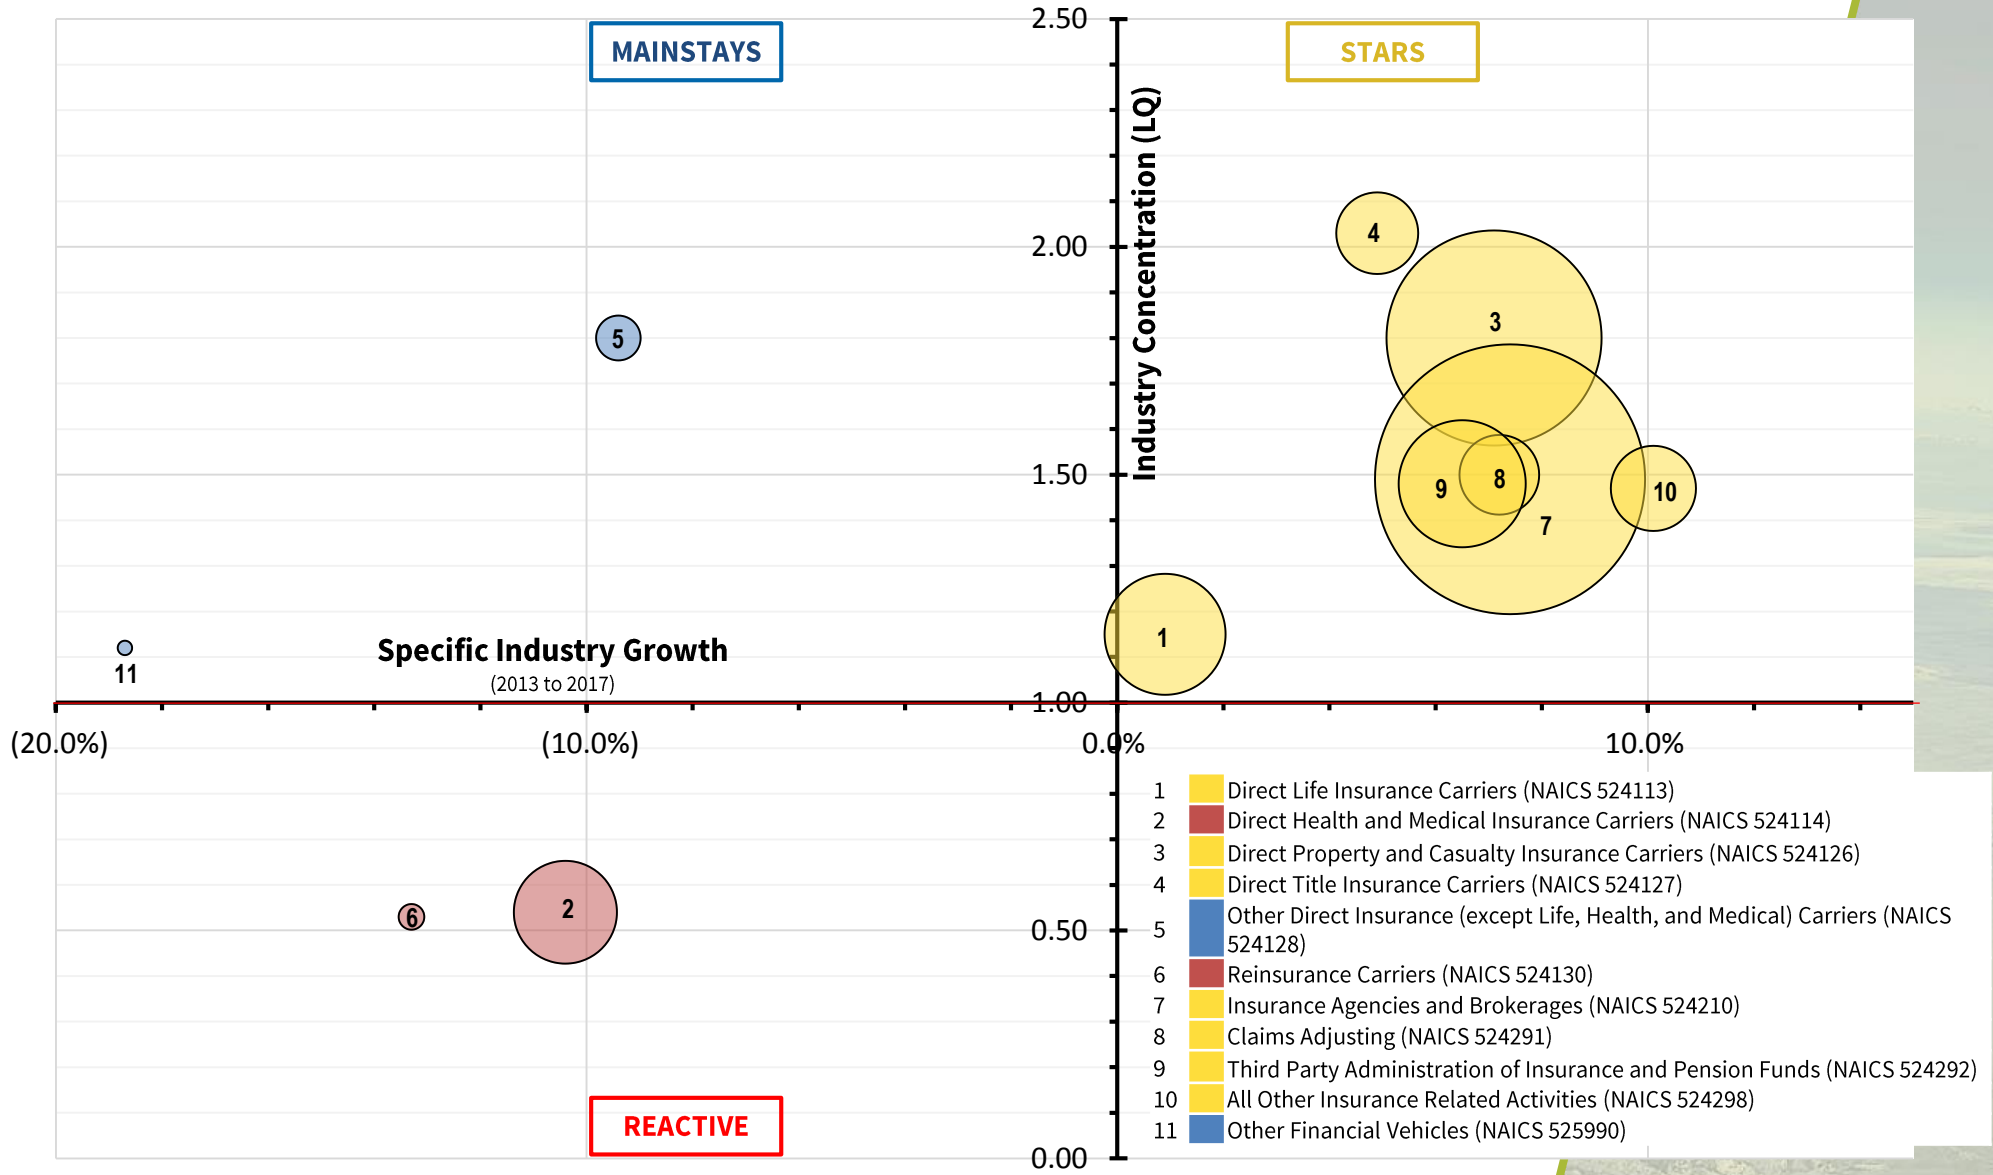 2.50
MAINSTAYS
STARS
Industry Concentration (LQ)
4
2.00
3
5
1.50
8
9
10
7
1
Specific Industry Growth
(2013 to 2017)
11
1.00
(20.0%)
(10.0%)
0.0%
10.0%
1 Direct Life Insurance Carriers (NAICS 524113)
2 Direct Health and Medical Insurance Carriers (NAICS 524114)
3 Direct Property and Casualty Insurance Carriers (NAICS 524126)
4 Direct Title Insurance Carriers (NAICS 524127)
5 Other Direct Insurance (except Life, Health, and Medical) Carriers (NAICS
524128)
6 Reinsurance Carriers (NAICS 524130)
7 Insurance Agencies and Brokerages (NAICS 524210)
8 Claims Adjusting (NAICS 524291)
9 Third Party Administration of Insurance and Pension Funds (NAICS 524292)
10 All Other Insurance Related Activities (NAICS 524298)
11 Other Financial Vehicles (NAICS 525990)
2
6
0.50
REACTIVE
0.00